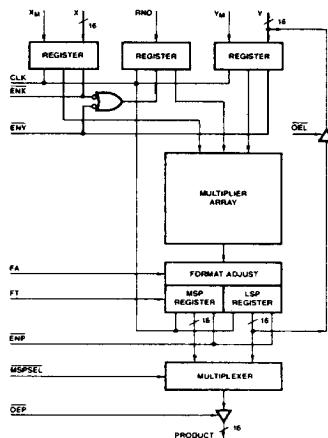 X_M X RND Y_M Y
16 16
REGISTER REGISTER REGISTER
CLK
ENX
ENY
OEL
MULTIPLIER
ARRAY
FA
FORMAT ADJUST
FT
MSP
REGISTER
LSP
REGISTER
16 16
ENP
MSPSEL
MULTIPLEXER
OEP
16
PRODUCT